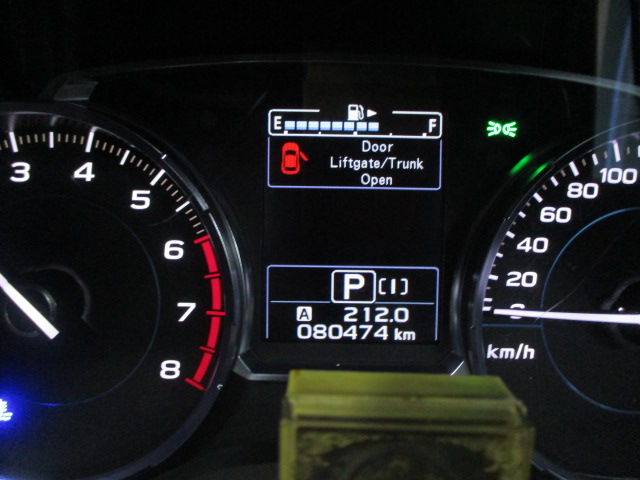 E F
Door
Liftgate/Trunk
Open
3 4 5 6 7 8
P [I]
A 212.0
080474 km
100
80
60
40
20
0
km/h